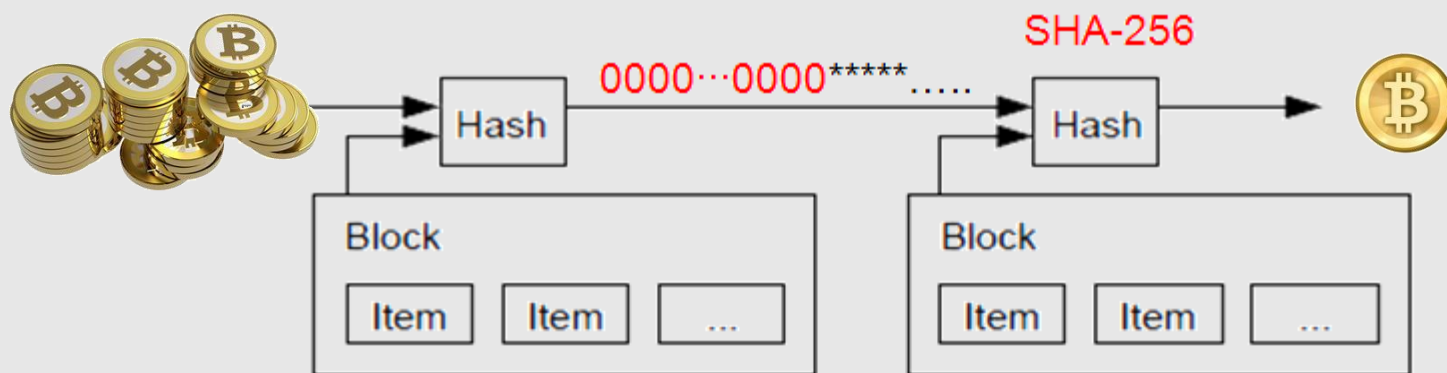 SHA-256
0000···0000*****.....
Hash
Hash
Block
Block
Item Item ...
Item Item ...